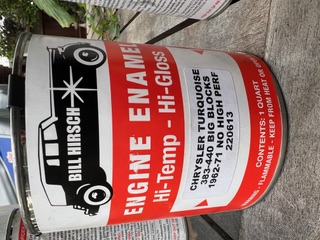 BILL HIRSCH
ENGINE ENAMEL
Hi-Temp - Hi-Gloss
CHRYSLER TURQUOISE
383-440 BIG BLOCKS
1962-71 NO HIGH PERF
220613
CONTENTS: 1 QUART
FLAMMABLE - KEEP FROM HEAT OR